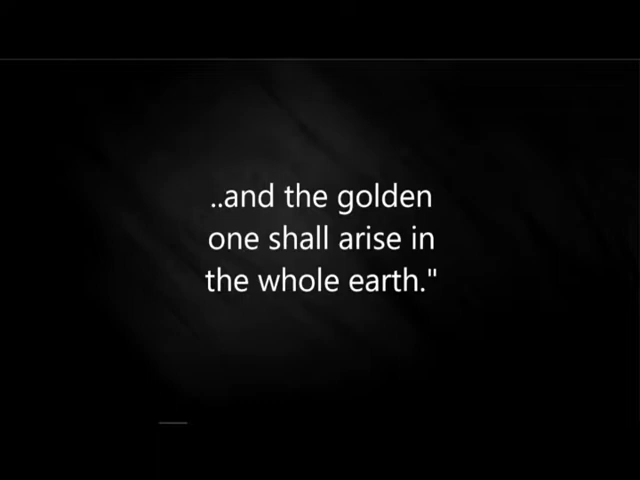 ..and the golden
one shall arise in
the whole earth."